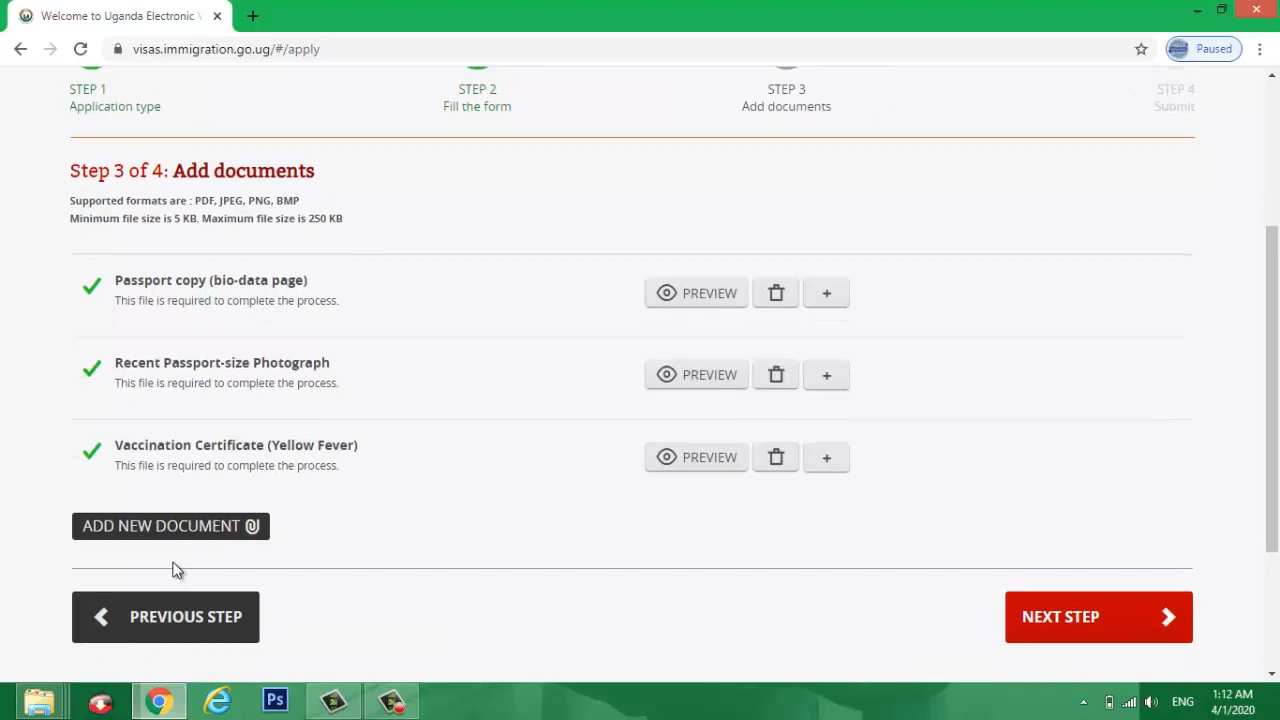 Welcome to Uganda Electronic V
visas.immigration.go.ug/#/apply
Paused
STEP 1
Application type
STEP 2
Fill the form
STEP 3
Add documents
STEP 4
Submit
Step 3 of 4: Add documents
Supported formats are : PDF, JPEG, PNG, BMP
Minimum file size is 5 KB. Maximum file size is 250 KB
Passport copy (bio-data page)
This file is required to complete the process.
PREVIEW
+
Recent Passport-size Photograph
This file is required to complete the process.
PREVIEW
+
Vaccination Certificate (Yellow Fever)
This file is required to complete the process.
PREVIEW
+
ADD NEW DOCUMENT
PREVIOUS STEP
NEXT STEP
Ps
ENG
1:12 AM
4/1/2020